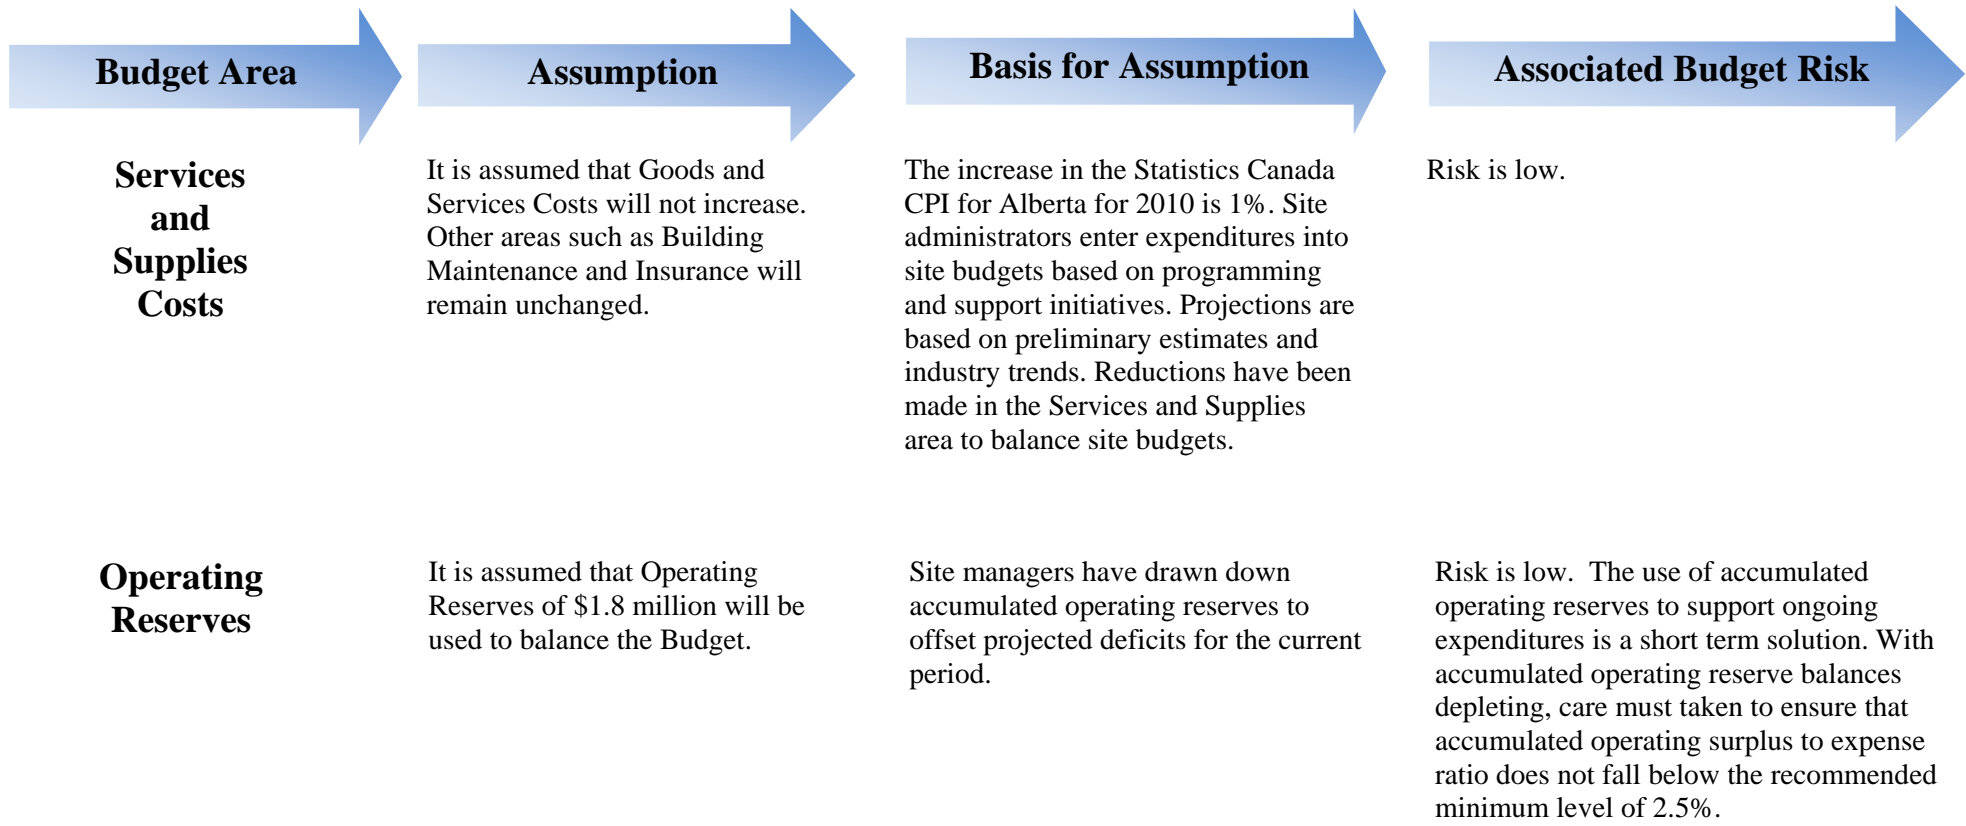 Budget Area
Assumption
Basis for Assumption
Associated Budget Risk
Services
and
Supplies
Costs
It is assumed that Goods and
Services Costs will not increase.
Other areas such as Building
Maintenance and Insurance will
remain unchanged.
The increase in the Statistics Canada
CPI for Alberta for 2010 is 1%. Site
administrators enter expenditures into
site budgets based on programming
and support initiatives. Projections are
based on preliminary estimates and
industry trends. Reductions have been
made in the Services and Supplies
area to balance site budgets.
Risk is low.
Operating
Reserves
It is assumed that Operating
Reserves of $1.8 million will be
used to balance the Budget.
Site managers have drawn down
accumulated operating reserves to
offset projected deficits for the current
period.
Risk is low.  The use of accumulated
operating reserves to support ongoing
expenditures is a short term solution. With
accumulated operating reserve balances
depleting, care must taken to ensure that
accumulated operating surplus to expense
ratio does not fall below the recommended
minimum level of 2.5%.